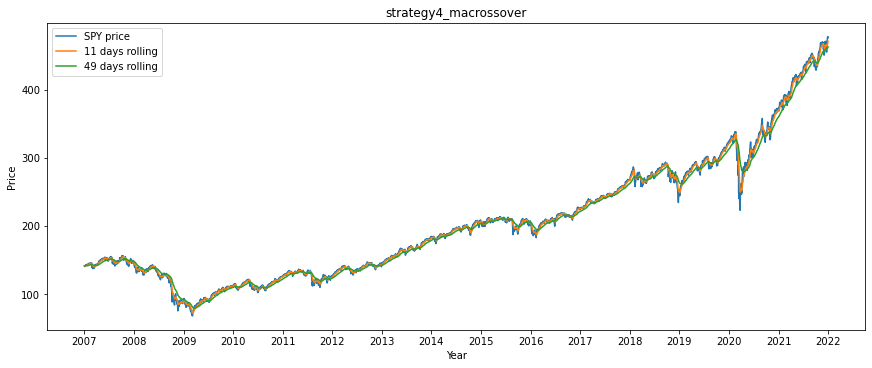 strategy4_macrossover
SPY price
11 days rolling
49 days rolling
Price
400
300
200
100
2007 2008 2009 2010 2011 2012 2013 2014 2015 2016 2017 2018 2019 2020 2021 2022
Year